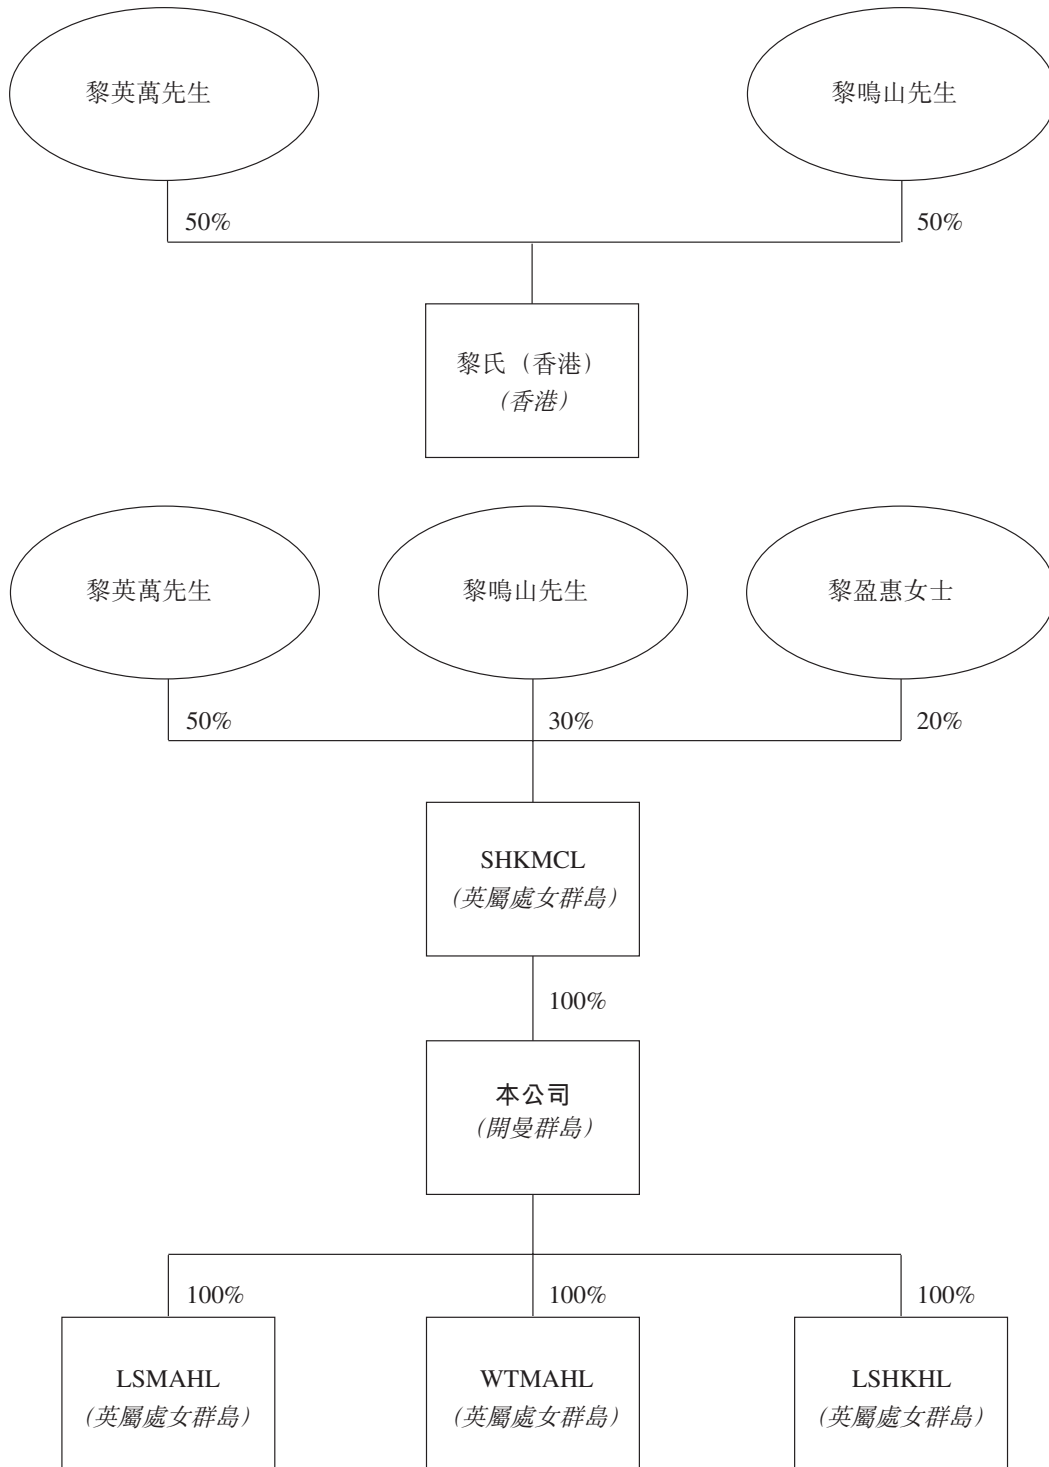 黎英萬先生
黎鳴山先生
50%
50%
黎氏（香港）
（香港）
黎英萬先生
黎鳴山先生
黎盈惠女士
50%
30%
20%
SHKMCL
（英屬處女群島）
100%
本公司
（開曼群島）
100%
100%
100%
LSMAHL
（英屬處女群島）
WTMAHL
（英屬處女群島）
LSHKHL
（英屬處女群島）